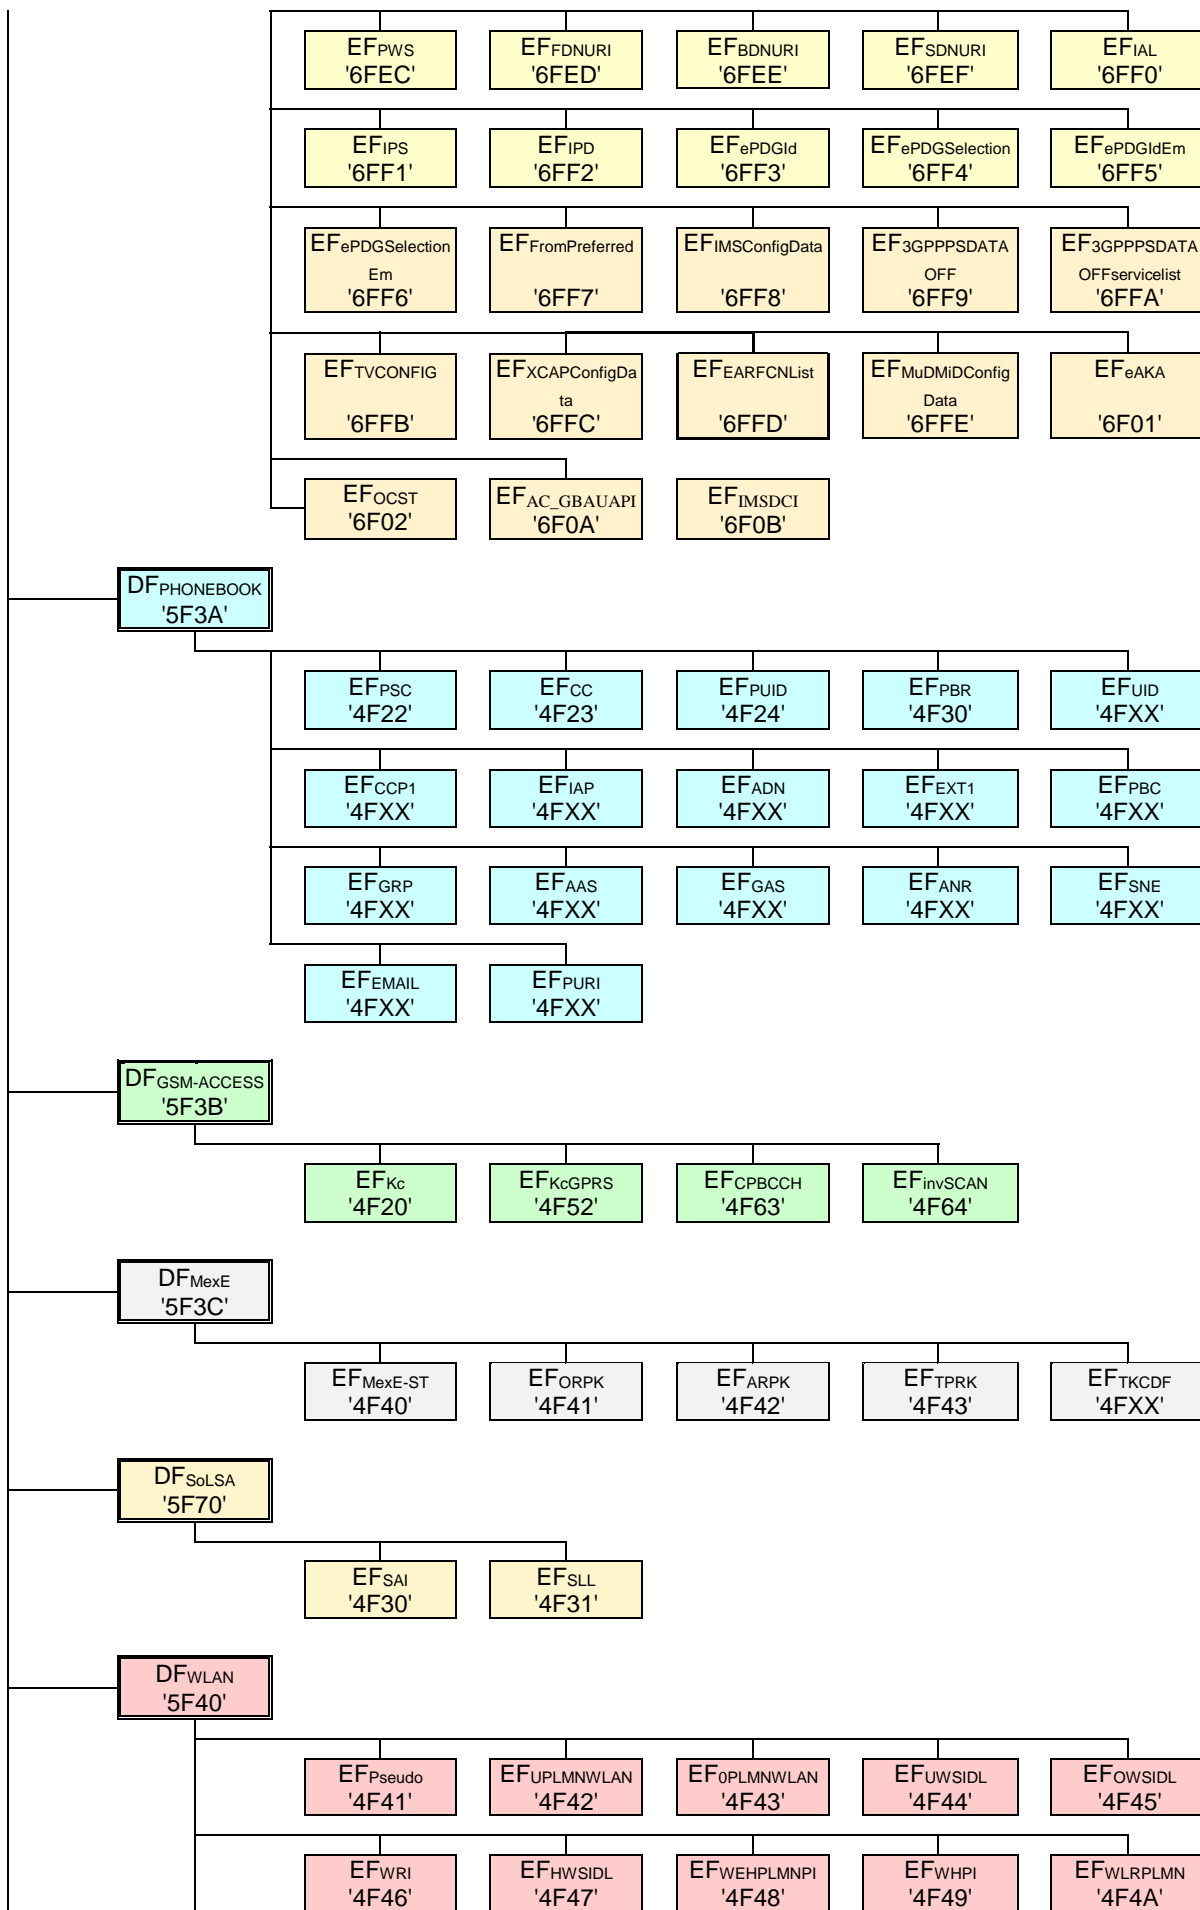 EFPWS EFFDNURI EFBDNURI EFSDNURI EFIAL
'6FEC' '6FED' '6FEE' '6FEF' '6FF0'
EFIPS EFIPD EFePDGId EFePDGSelection EFePDGIdEm
'6FF1' '6FF2' '6FF3' '6FF4' '6FF5'
EFePDGSelection EFFromPreferred EFIMSConfigData EF3GPPPSDATA EF3GPPPSDATA
Em OFF OFFservicelist
'6FF6' '6FF7' '6FF8' '6FF9' '6FFA'
EFTVCONFIG EFXCAPConfigDa EFEARFCNList EFMuDMiDConfig EFeAKA
ta Data
'6FFB' '6FFC' '6FFD' '6FFE' '6F01'
EFOCST EFAC_GBAUAPI EFIMSDCI
'6F02' '6F0A' '6F0B'
DFPHONEBOOK
'5F3A'
EFPSC EFCC EFPUID EFPBR EFUID
'4F22' '4F23' '4F24' '4F30' '4FXX'
EFCCP1 EFIAP EFADN EFEXT1 EFPBC
'4FXX' '4FXX' '4FXX' '4FXX' '4FXX'
EFGRP EFAAS EFGAS EFANR EFSNE
'4FXX' '4FXX' '4FXX' '4FXX' '4FXX'
EFEMAIL EFPURI
'4FXX' '4FXX'
DFGSM-ACCESS
'5F3B'
EFKc EFKcGPRS EFCPBCCH EFinvSCAN
'4F20' '4F52' '4F63' '4F64'
DFMexE
'5F3C'
EFMexE-ST EFORPK EFARPK EFTPRK EFTKCDF
'4F40' '4F41' '4F42' '4F43' '4FXX'
DFSoLSA
'5F70'
EFSAI EFSLL
'4F30' '4F31'
DFWLAN
'5F40'
EFPseudo EFUPLMNWLAN EF0PLMNWLAN EFUWSIDL EFOWSIDL
'4F41' '4F42' '4F43' '4F44' '4F45'
EFWRI EFHWSIDL EFWEHPLMNPI EFWHPI EFWLRPLMN
'4F46' '4F47' '4F48' '4F49' '4F4A'